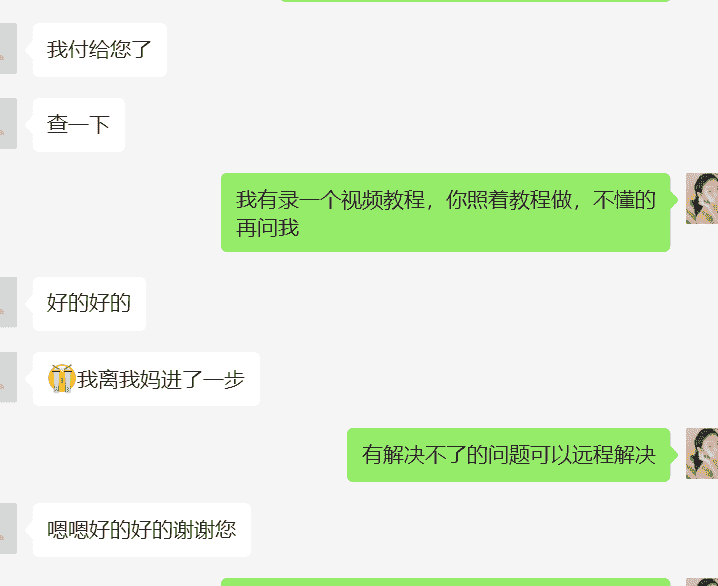 我付给您了
查一下
我有录一个视频教程，你照着教程做，不懂的
再问我
好的好的
我离我妈进了一步
有解决不了的问题可以远程解决
嗯嗯好的好的谢谢您